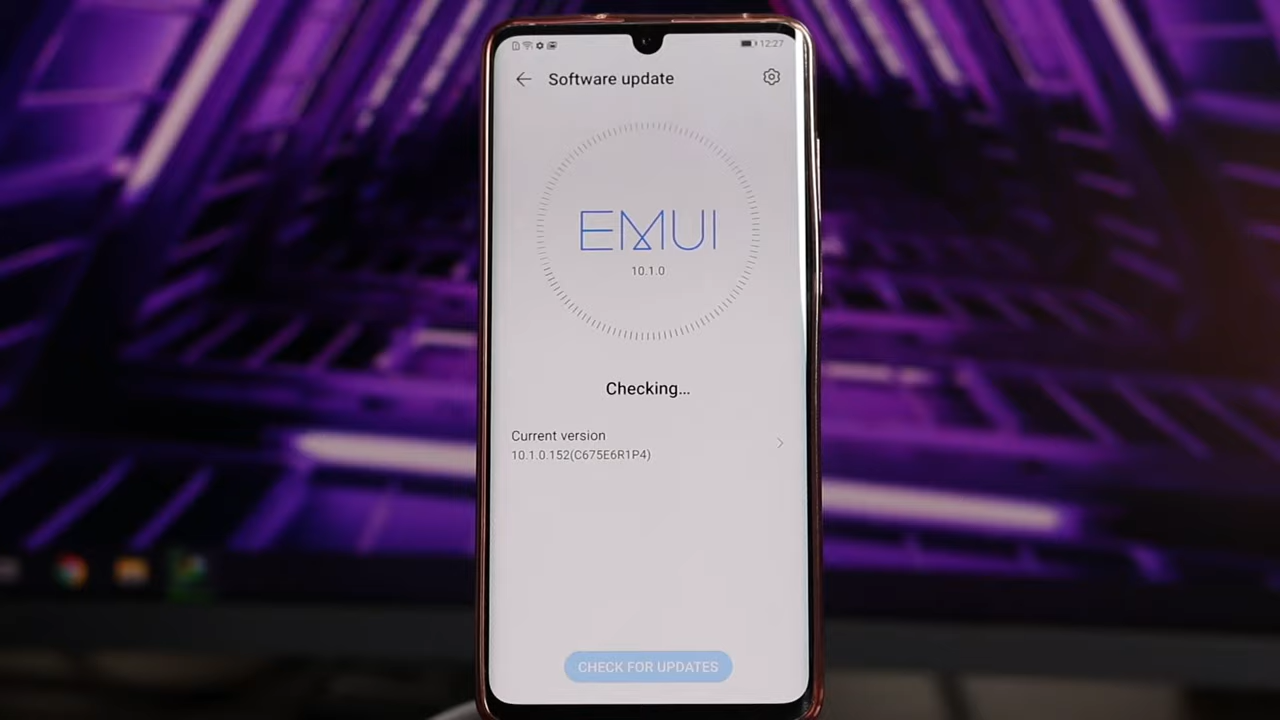 12:27
Software update
EMUI
10.1.0
Checking...
Current version
10.1.0.152(C675E6R1P4)
CHECK FOR UPDATES